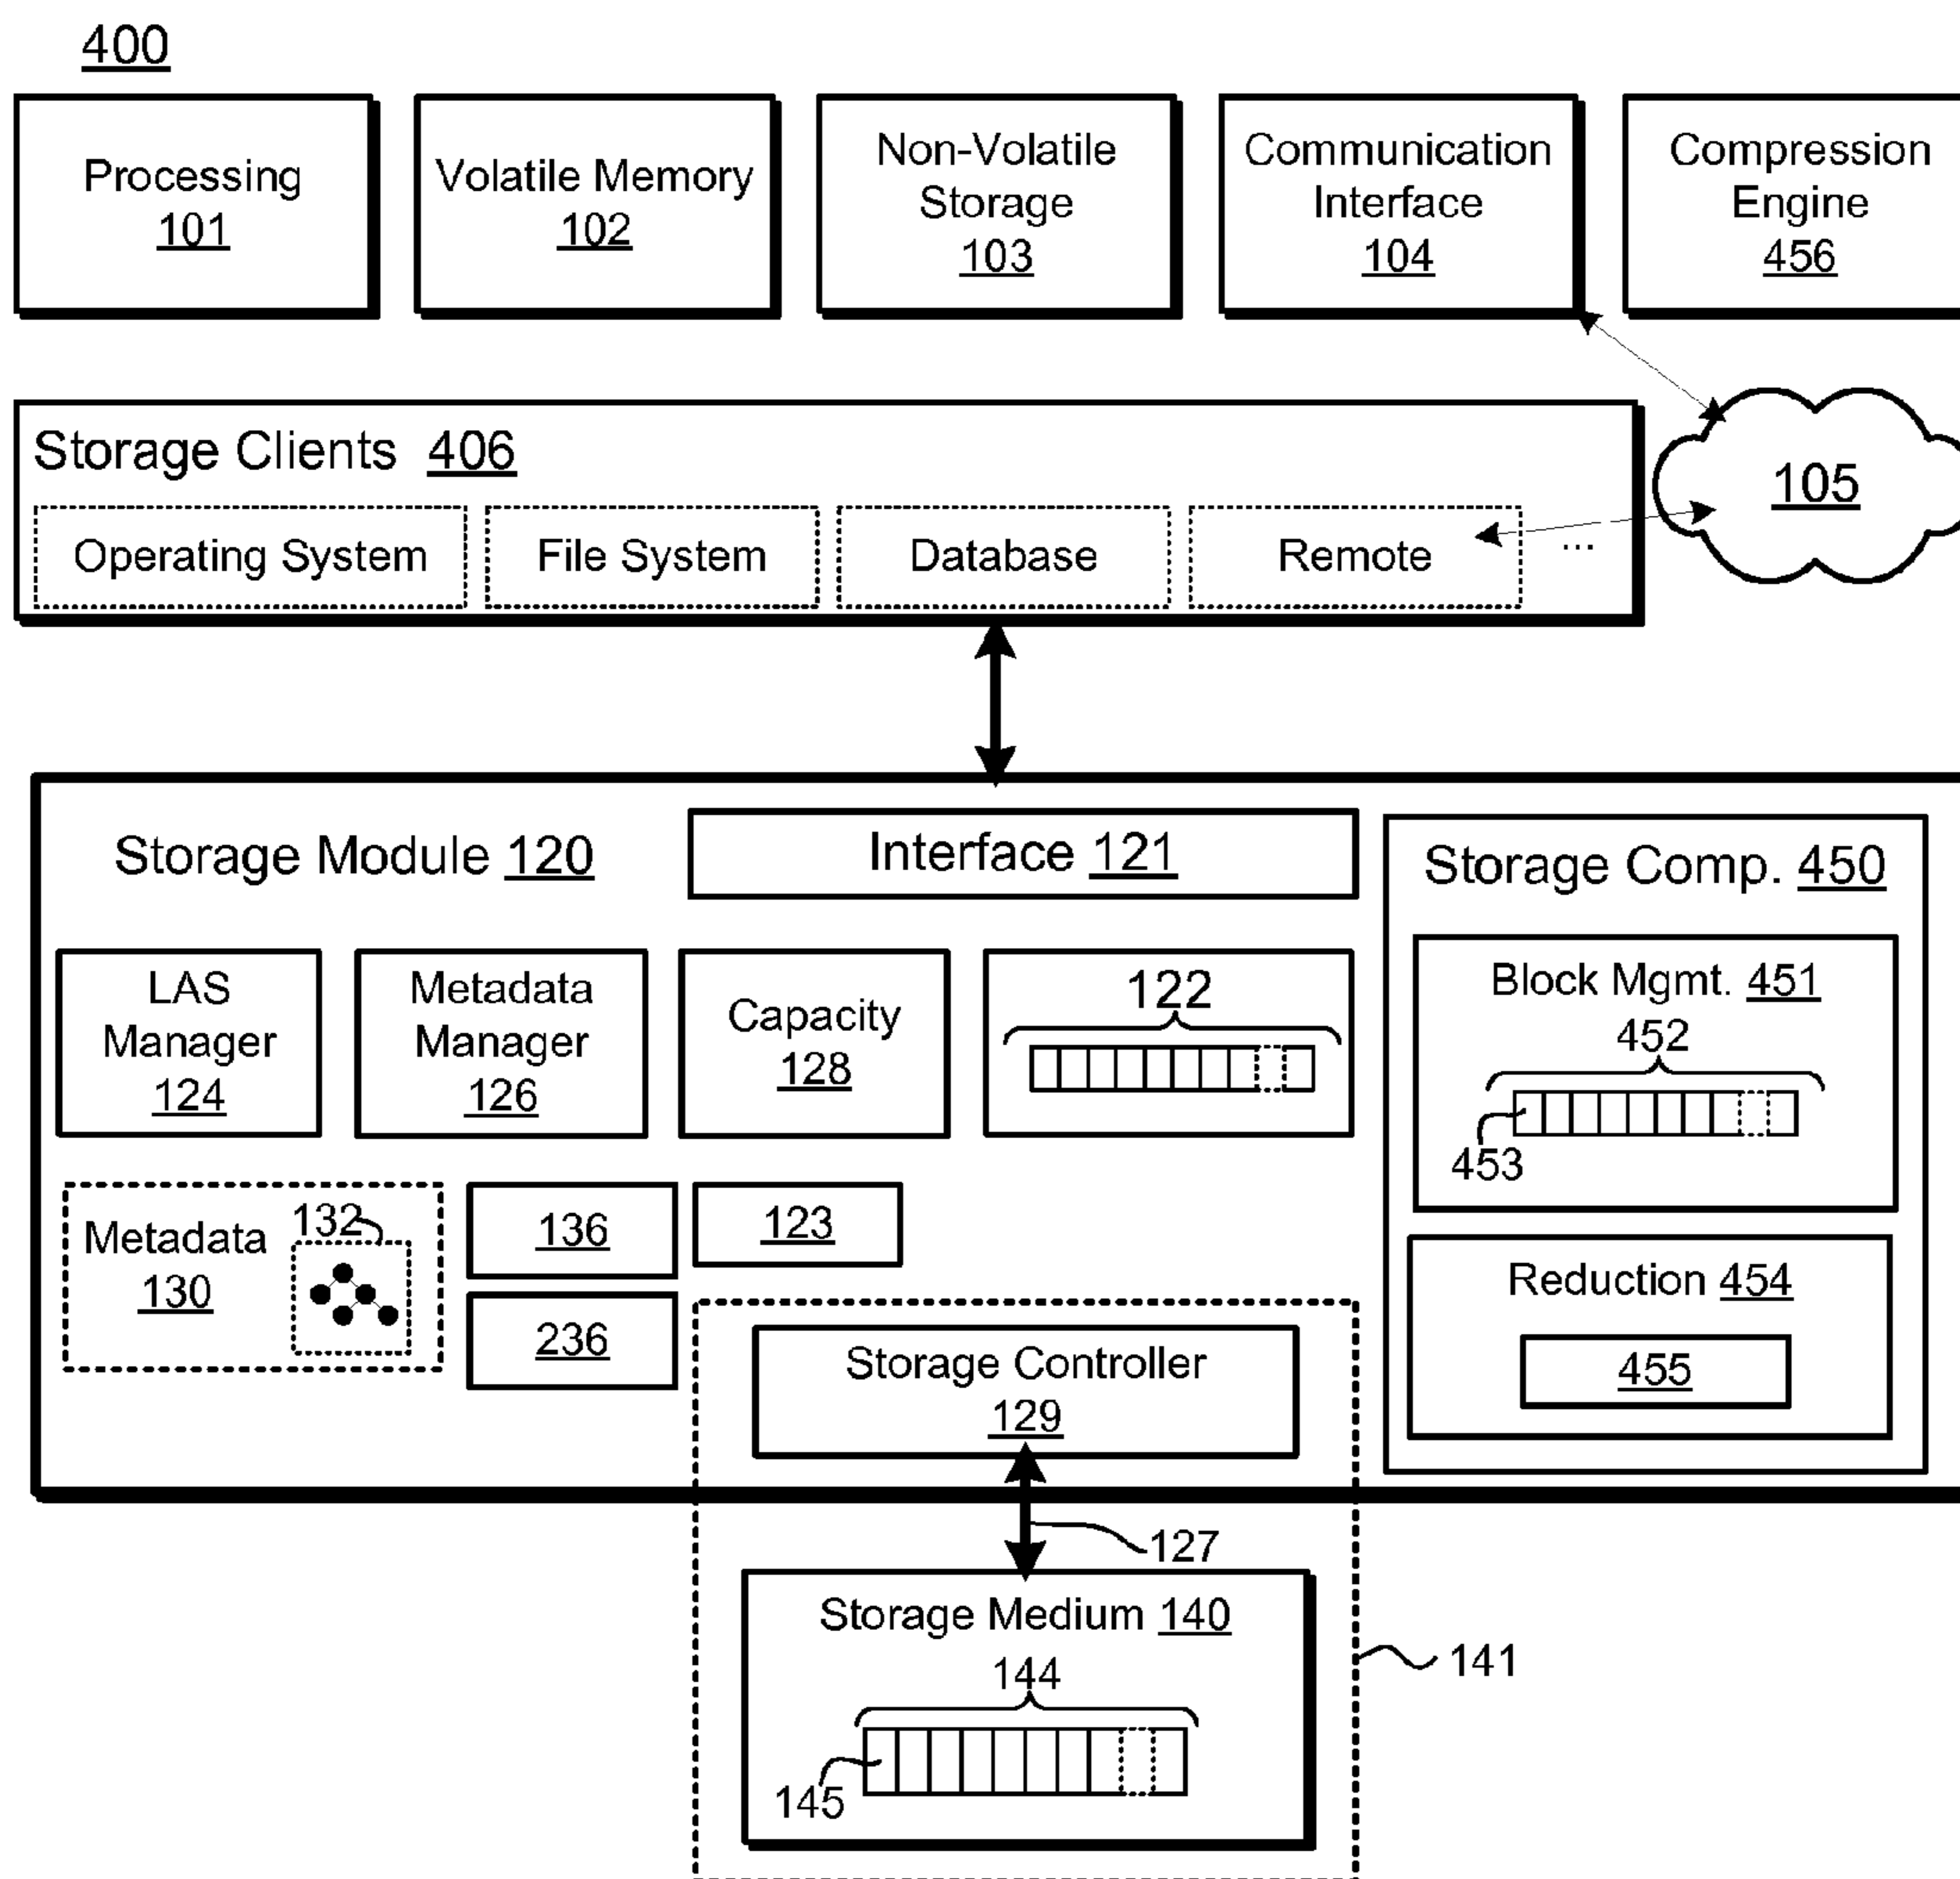 400
Processing
101
Volatile Memory
102
Non-Volatile
Storage
103
Communication
Interface
104
Compression
Engine
456
Storage Clients 406
Operating System
File System
Database
Remote
...
105
Storage Module 120
Interface 121
Storage Comp. 450
LAS
Manager
124
Metadata
Manager
126
Capacity
128
122
Block Mgmt. 451
452
453
Metadata
130
132
136
123
236
Reduction 454
455
Storage Controller
129
127
Storage Medium 140
144
145
141